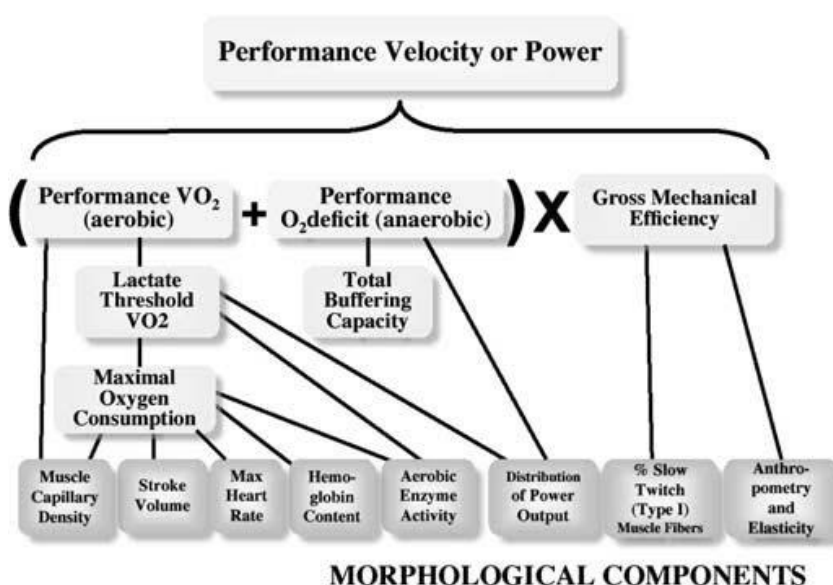 Performance Velocity or Power
(
Performance VO₂
(aerobic)
+
Performance
O₂deficit (anaerobic)
)
X
Gross Mechanical
Efficiency
Lactate
Threshold
VO2
Total
Buffering
Capacity
Maximal
Oxygen
Consumption
Muscle
Capillary
Density
Stroke
Volume
Max
Heart
Rate
Hemo-
globin
Content
Aerobic
Enzyme
Activity
Distribution
of Power
Output
% Slow
Twitch
(Type I)
Muscle Fibers
Anthro-
pometry
and
Elasticity
MORPHOLOGICAL COMPONENTS